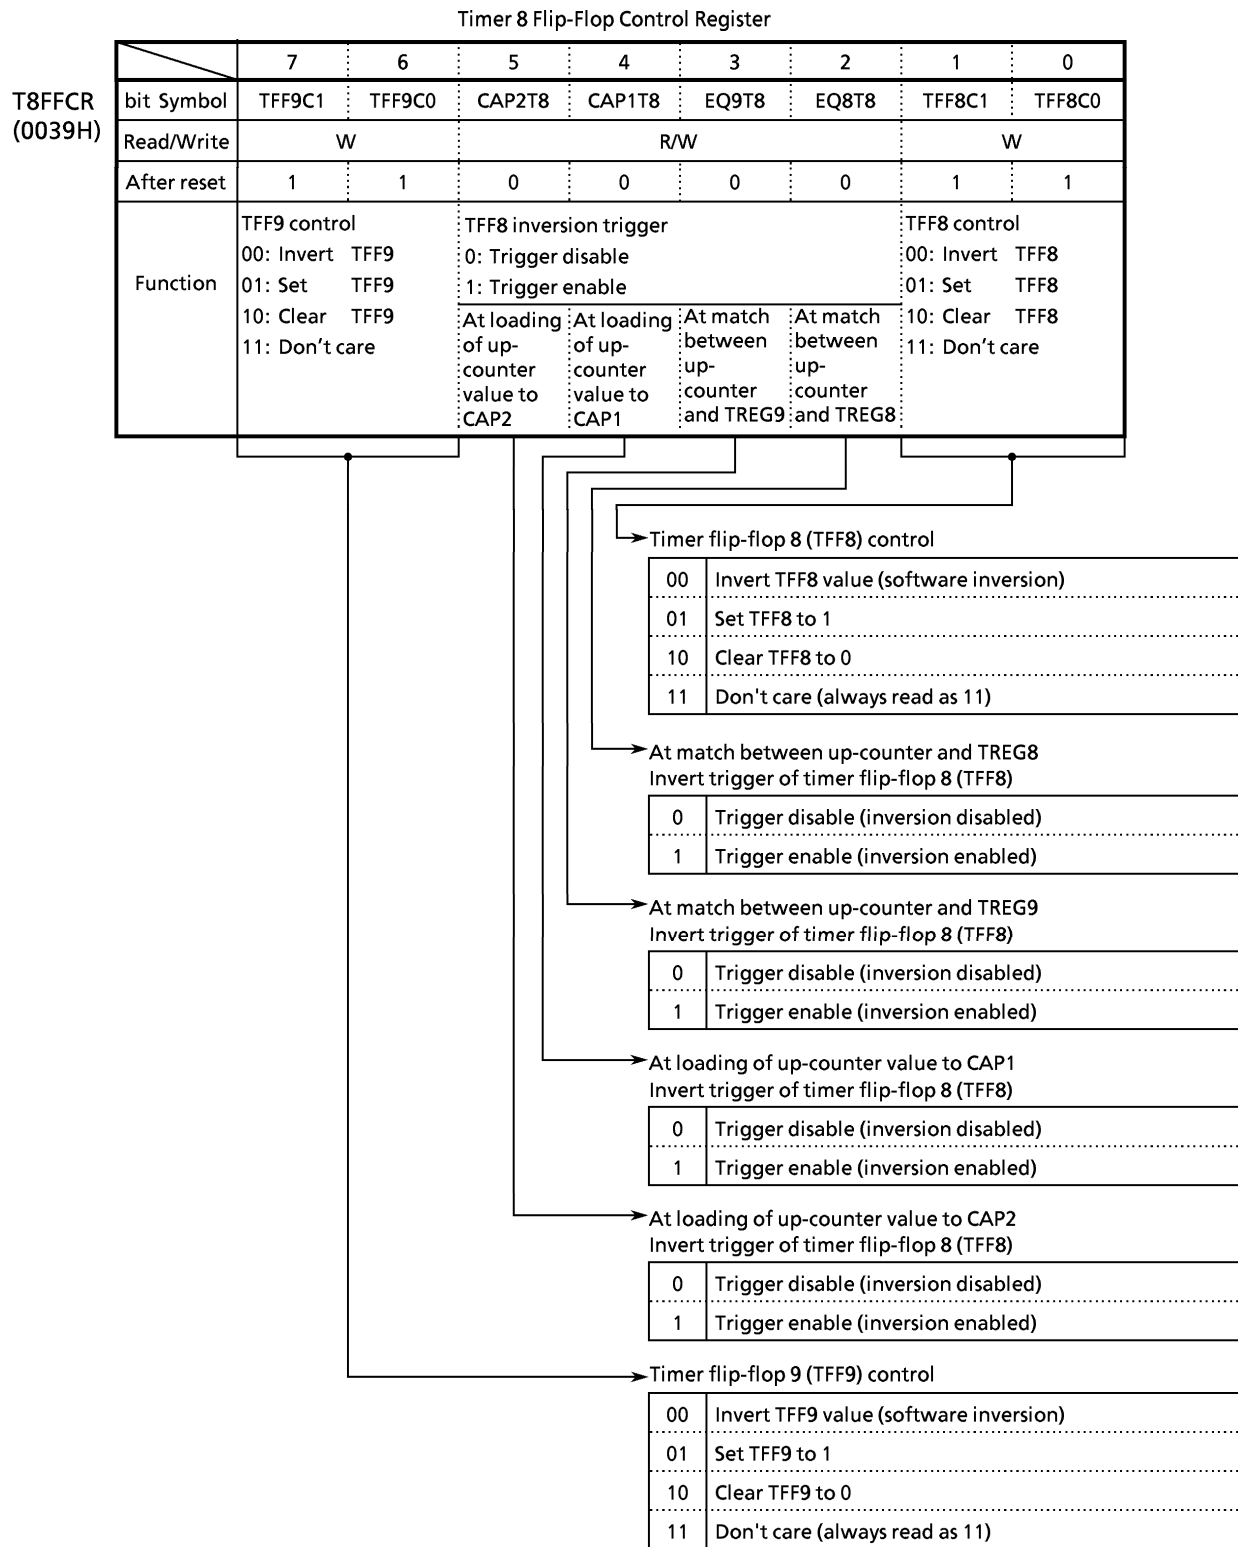 Timer 8 Flip-Flop Control Register
7 6 5 4 3 2 1 0
T8FFCR
(0039H)
bit Symbol TFF9C1 TFF9C0 CAP2T8 CAP1T8 EQ9T8 EQ8T8 TFF8C1 TFF8C0
Read/Write W R/W W
After reset 1 1 0 0 0 0 1 1
Function
TFF9 control
00: Invert TFF9
01: Set TFF9
10: Clear TFF9
11: Don't care
TFF8 inversion trigger
0: Trigger disable
1: Trigger enable
At loading
of up-
counter
value to
CAP2
At loading
of up-
counter
value to
CAP1
At match
between
up-
counter
and TREG9
At match
between
up-
counter
and TREG8
TFF8 control
00: Invert TFF8
01: Set TFF8
10: Clear TFF8
11: Don't care
Timer flip-flop 8 (TFF8) control
00 Invert TFF8 value (software inversion)
01 Set TFF8 to 1
10 Clear TFF8 to 0
11 Don't care (always read as 11)
At match between up-counter and TREG8
Invert trigger of timer flip-flop 8 (TFF8)
0 Trigger disable (inversion disabled)
1 Trigger enable (inversion enabled)
At match between up-counter and TREG9
Invert trigger of timer flip-flop 8 (TFF8)
0 Trigger disable (inversion disabled)
1 Trigger enable (inversion enabled)
At loading of up-counter value to CAP1
Invert trigger of timer flip-flop 8 (TFF8)
0 Trigger disable (inversion disabled)
1 Trigger enable (inversion enabled)
At loading of up-counter value to CAP2
Invert trigger of timer flip-flop 8 (TFF8)
0 Trigger disable (inversion disabled)
1 Trigger enable (inversion enabled)
Timer flip-flop 9 (TFF9) control
00 Invert TFF9 value (software inversion)
01 Set TFF9 to 1
10 Clear TFF9 to 0
11 Don't care (always read as 11)